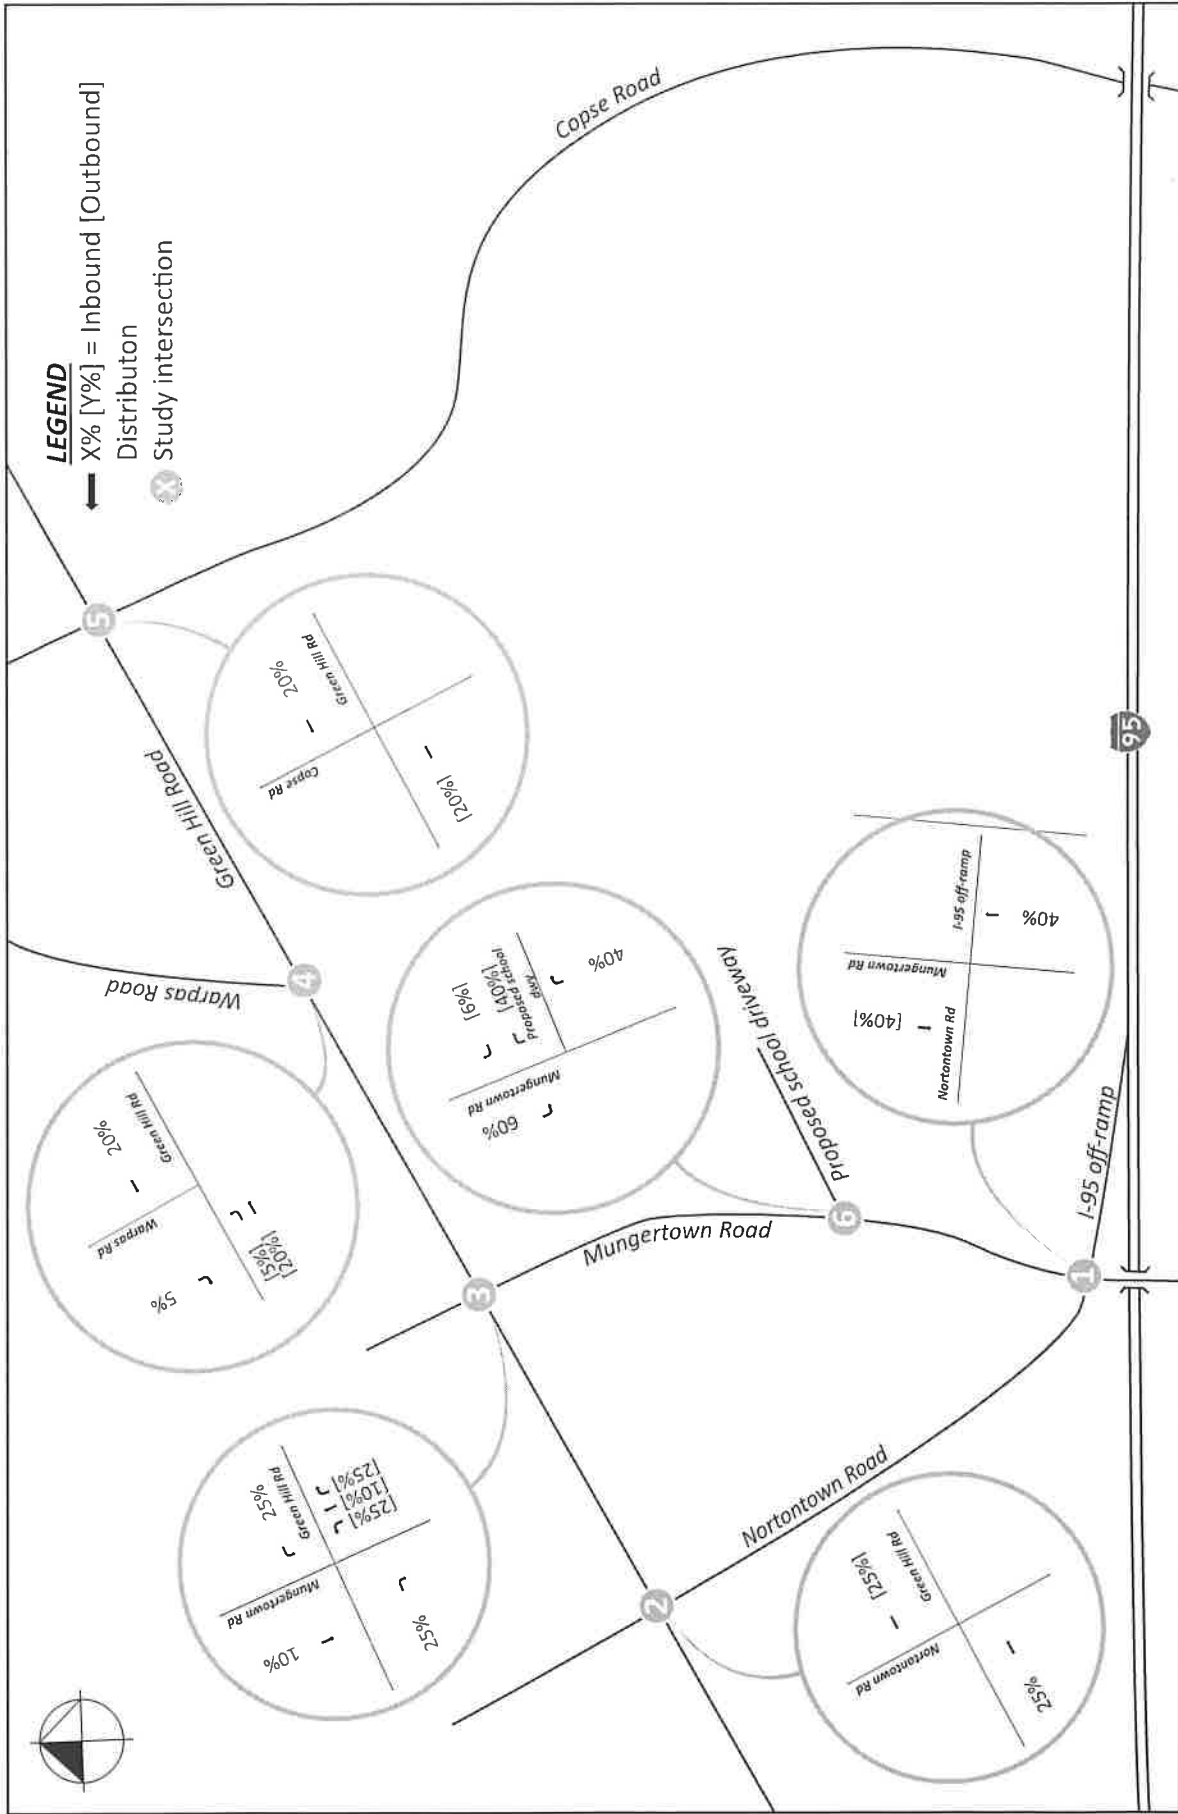 LEGEND
X% [Y%] = Inbound [Outbound]
Distributon
X Study intersection
Copse Road
5
Green Hill Road
Warpas Road
4
3
Mungertown Road
6
Proposed school driveway
1
I-95 off-ramp
95
Nortontown Road
2
20%
Green Hill Rd
Copse Rd
[20%]
20%
Green Hill Rd
Warpas Rd
5%
[5%]
[20%]
25%
Green Hill Rd
Mungertown Rd
10%
25%
[25%]
[10%]
[25%]
[6%]
[40%]
Proposed school
dwy
Mungertown Rd
60%
40%
[40%]
Mungertown Rd
Nortontown Rd
I-95 off-ramp
40%
[25%]
Green Hill Rd
Nortontown Rd
25%